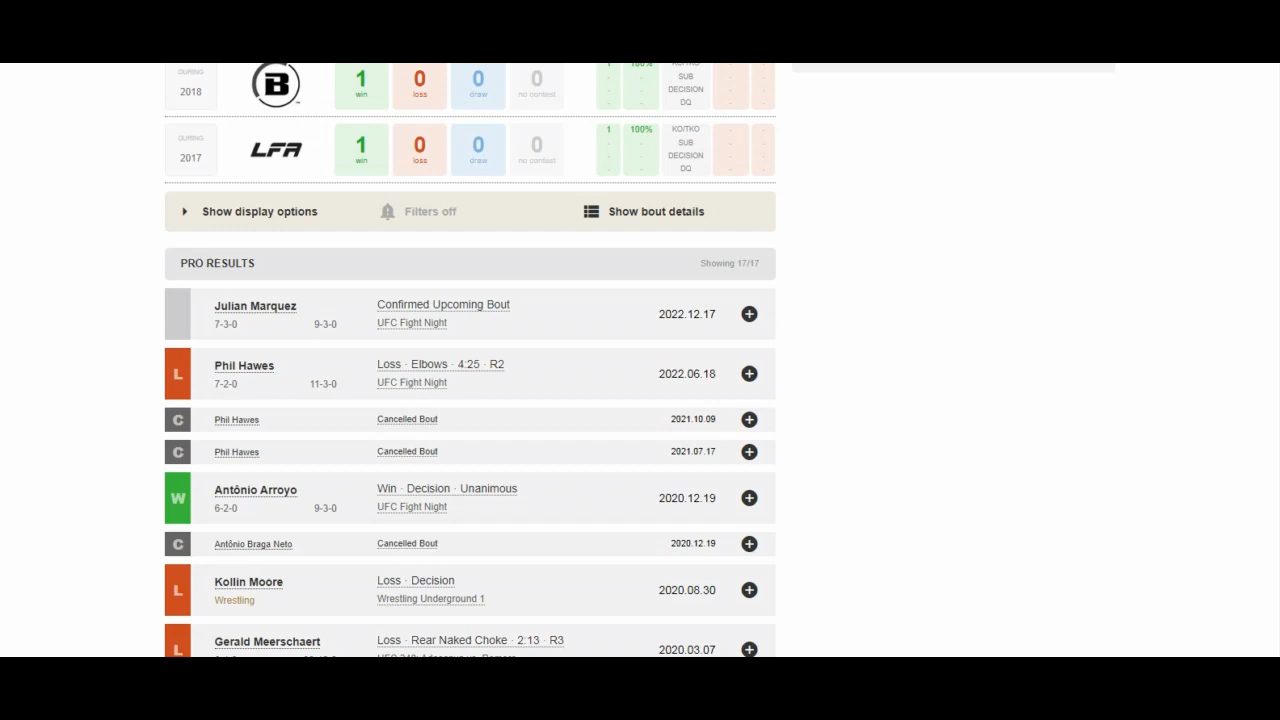 DURING
2018
B
1
win
0
loss
0
draw
0
no contest
1 100% KO/TKO - -
- - SUB - -
- - DECISION - -
- - DQ - -
DURING
2017
LFA
1
win
0
loss
0
draw
0
no contest
1 100% KO/TKO - -
- - SUB - -
- - DECISION - -
- - DQ - -
Show display options
Filters off
Show bout details
PRO RESULTS
Showing 17/17
Julian Marquez Confirmed Upcoming Bout 2022.12.17
7-3-0 9-3-0 UFC Fight Night
L Phil Hawes Loss · Elbows · 4:25 · R2 2022.06.18
7-2-0 11-3-0 UFC Fight Night
C Phil Hawes Cancelled Bout 2021.10.09
C Phil Hawes Cancelled Bout 2021.07.17
W Antônio Arroyo Win · Decision · Unanimous 2020.12.19
6-2-0 9-3-0 UFC Fight Night
C Antônio Braga Neto Cancelled Bout 2020.12.19
L Kollin Moore Loss · Decision 2020.08.30
Wrestling Wrestling Underground 1
L Gerald Meerschaert Loss · Rear Naked Choke · 2:13 · R3 2020.03.07